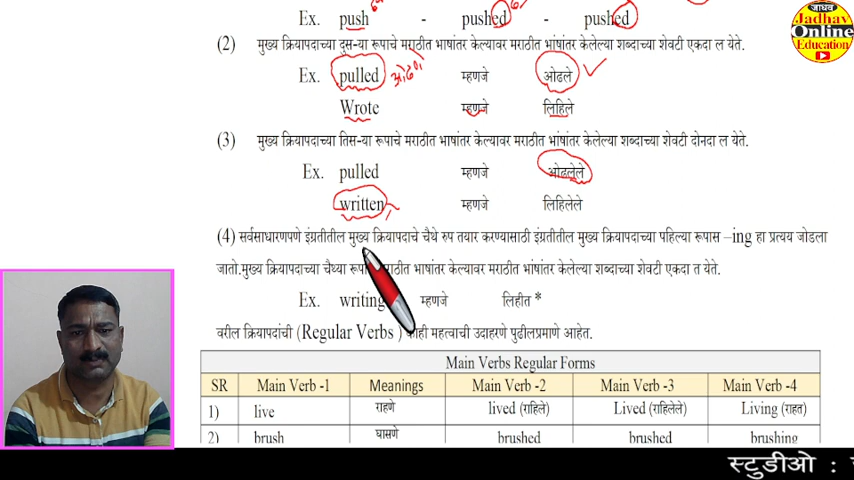 Ex. push - pushed - pushed
जाधव
Jadhav
Online
Education
(2) मुख्य क्रियापदाच्या दुसऱ्या रूपाचे मराठीत भाषांतर केल्यावर मराठीत भाषांतर केलेल्या शब्दाच्या शेवटी एकदा ल येते.
Ex. pulled म्हणजे ओढले
ओढणे
Wrote म्हणजे लिहिले
(3) मुख्य क्रियापदाच्या तिसऱ्या रूपाचे मराठीत भाषांतर केल्यावर मराठीत भाषांतर केलेल्या शब्दाच्या शेवटी दोनदा ल येते.
Ex. pulled म्हणजे ओढलेले
written म्हणजे लिहिलेले
(4) सर्वसाधारणपणे इंग्रतीतील मुख्य क्रियापदाचे चैथे रुप तयार करण्यासाठी इंग्रतीतील मुख्य क्रियापदाच्या पहिल्या रूपास –ing हा प्रत्यय जोडला
जातो.मुख्य क्रियापदाच्या चैथ्या मराठीत भाषांतर केल्यावर मराठीत भाषांतर केलेल्या शब्दाच्या शेवटी एकदा त येते.
Ex. writing म्हणजे लिहीत *
वरील क्रियापदांची (Regular Verbs ) काही महत्वाची उदाहरणे पुढीलप्रमाणे आहेत.
Main Verbs Regular Forms
SR Main Verb -1 Meanings Main Verb -2 Main Verb -3 Main Verb -4
1) live राहणे lived (राहिले) Lived (राहिलेले) Living (राहत)
2) brush घासणे brushed brushed brushing
स्टुडीओ :